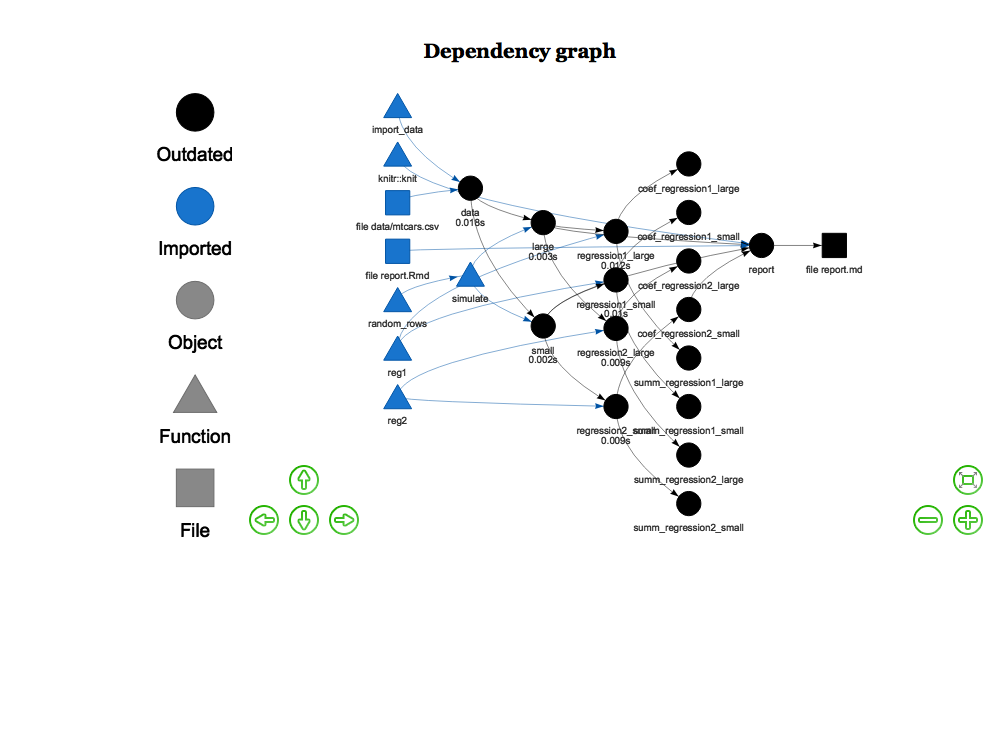 Dependency graph
Outdated
Imported
Object
Function
File
import_data
knitr::knit
file data/mtcars.csv
file report.Rmd
random_rows
reg1
reg2
data
0.018s
simulate
large
0.003s
small
0.002s
regression1_large
0.012s
regression1_small
0.01s
regression2_large
0.009s
regression2_small
0.009s
coef_regression1_large
coef_regression1_small
coef_regression2_large
coef_regression2_small
summ_regression1_large
summ_regression1_small
summ_regression2_large
summ_regression2_small
report
file report.md